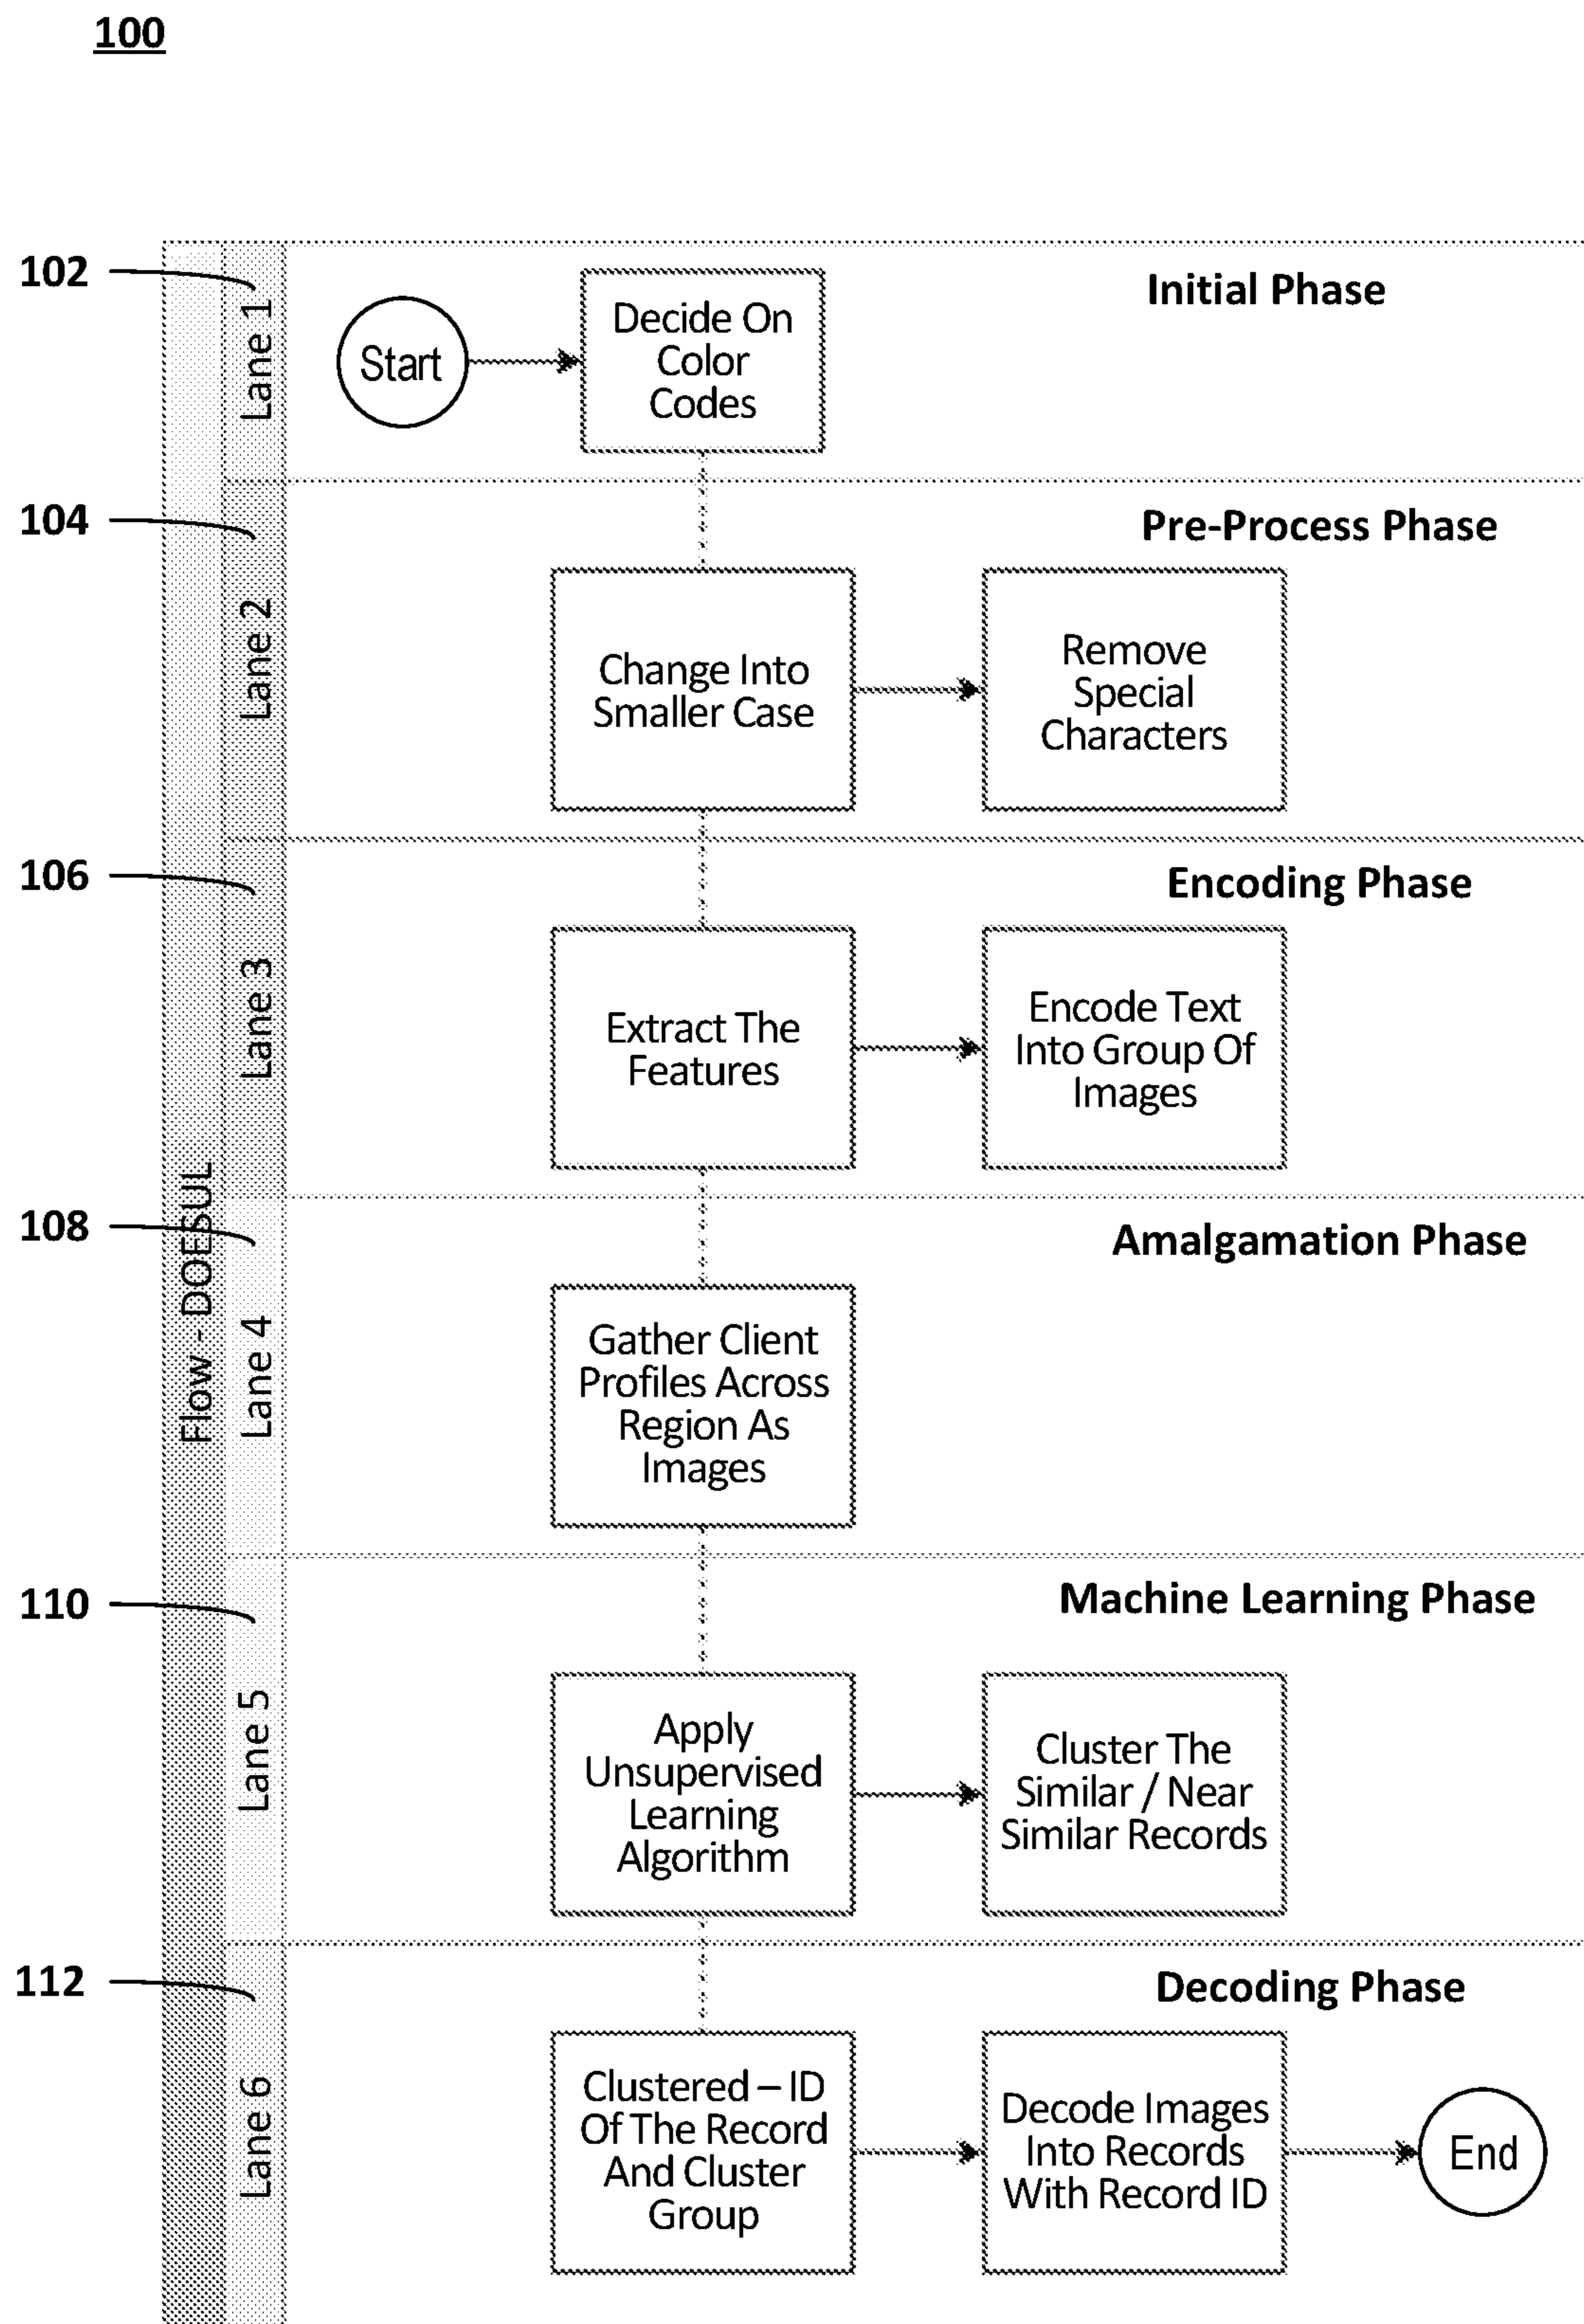 100
102
Lane 1
Start
Decide On
Color
Codes
Initial Phase
104
Lane 2
Pre-Process Phase
Change Into
Smaller Case
Remove
Special
Characters
106
Lane 3
Encoding Phase
Extract The
Features
Encode Text
Into Group Of
Images
Flow - DOESUL
108
Lane 4
Amalgamation Phase
Gather Client
Profiles Across
Region As
Images
110
Lane 5
Machine Learning Phase
Apply
Unsupervised
Learning
Algorithm
Cluster The
Similar / Near
Similar Records
112
Lane 6
Decoding Phase
Clustered – ID
Of The Record
And Cluster
Group
Decode Images
Into Records
With Record ID
End